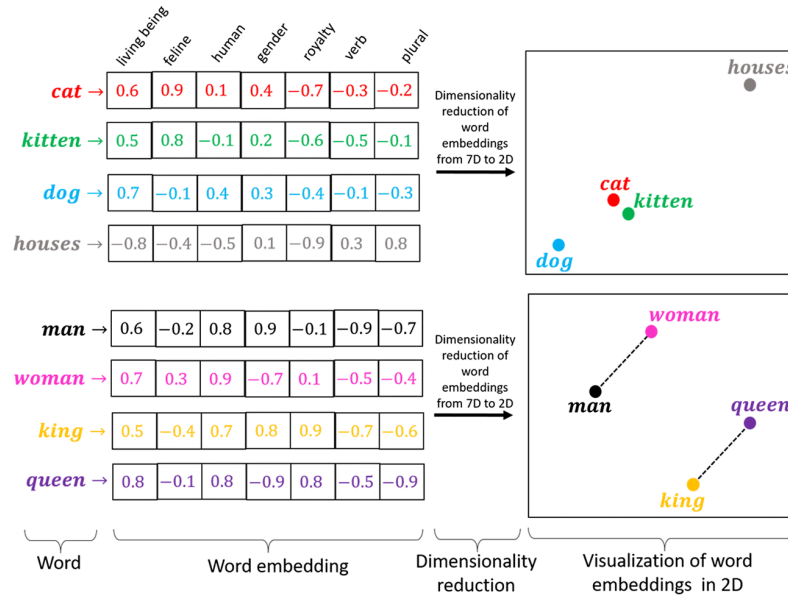 living being feline human gender royalty verb plural
cat → 0.6 0.9 0.1 0.4 −0.7 −0.3 −0.2
kitten → 0.5 0.8 −0.1 0.2 −0.6 −0.5 −0.1
dog → 0.7 −0.1 0.4 0.3 −0.4 −0.1 −0.3
houses → −0.8 −0.4 −0.5 0.1 −0.9 0.3 0.8
Dimensionality
reduction of
word
embeddings
from 7D to 2D
houses
cat
kitten
dog
man → 0.6 −0.2 0.8 0.9 −0.1 −0.9 −0.7
woman → 0.7 0.3 0.9 −0.7 0.1 −0.5 −0.4
king → 0.5 −0.4 0.7 0.8 0.9 −0.7 −0.6
queen → 0.8 −0.1 0.8 −0.9 0.8 −0.5 −0.9
Dimensionality
reduction of
word
embeddings
from 7D to 2D
woman
man
queen
king
Word
Word embedding
Dimensionality
reduction
Visualization of word
embeddings in 2D